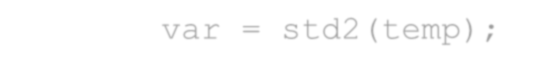 var = std2(temp);